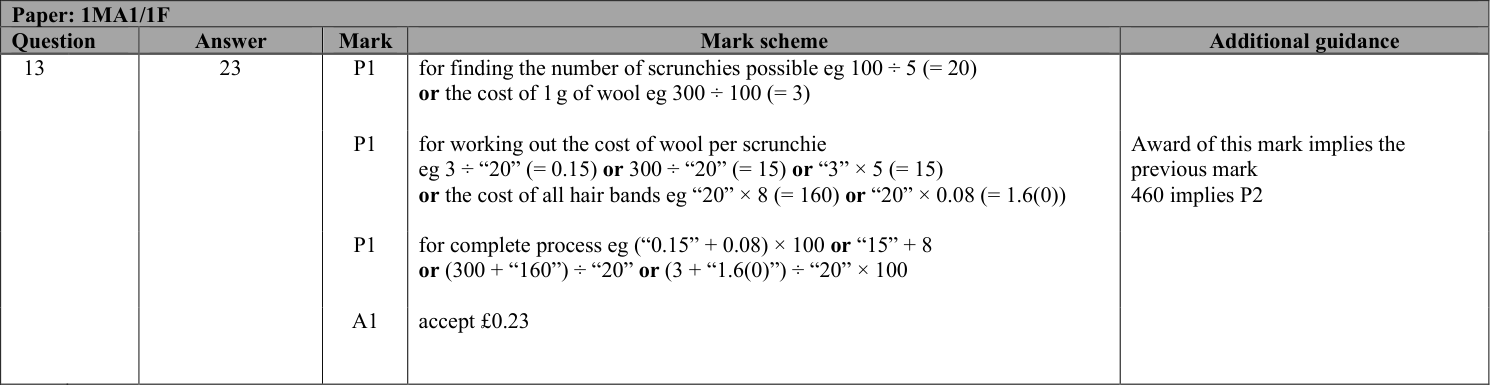 Paper: 1MA1/1F
Question Answer Mark Mark scheme Additional guidance
13 23 P1 for finding the number of scrunchies possible eg 100 ÷ 5 (= 20)
or the cost of 1 g of wool eg 300 ÷ 100 (= 3)
P1 for working out the cost of wool per scrunchie Award of this mark implies the
eg 3 ÷ “20” (= 0.15) or 300 ÷ “20” (= 15) or “3” × 5 (= 15) previous mark
or the cost of all hair bands eg “20” × 8 (= 160) or “20” × 0.08 (= 1.6(0)) 460 implies P2
P1 for complete process eg (“0.15” + 0.08) × 100 or “15” + 8
or (300 + “160”) ÷ “20” or (3 + “1.6(0)”) ÷ “20” × 100
A1 accept £0.23